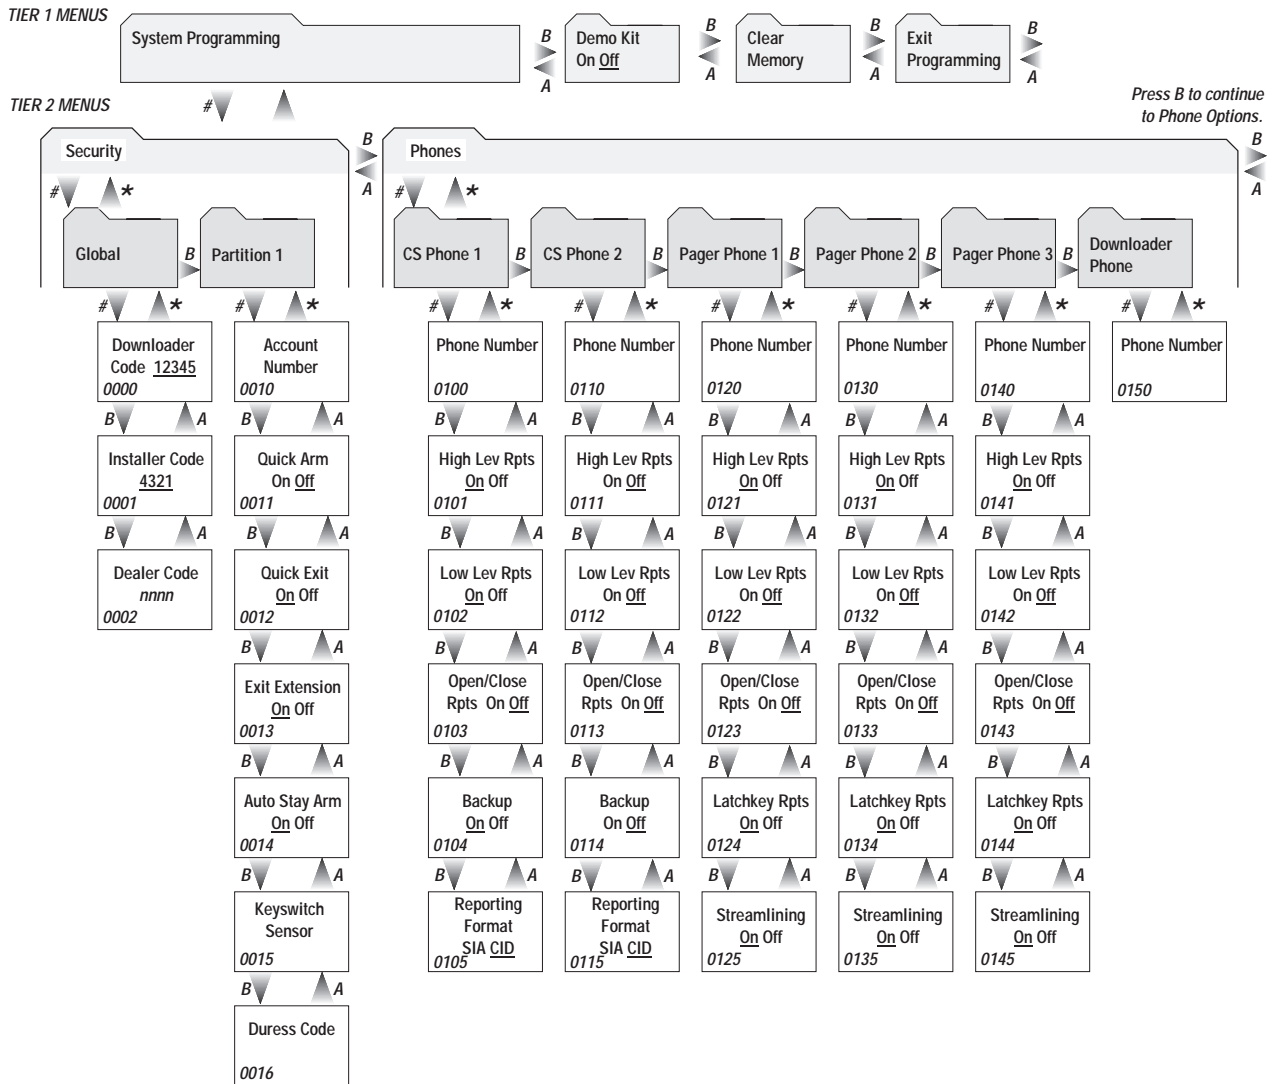 TIER 1 MENUS
System Programming
B
A
Demo Kit
On Off
B
A
Clear
Memory
B
A
Exit
Programming
B
A
TIER 2 MENUS
#
Press B to continue
to Phone Options.
Security
B
A
Phones
B
A
# *
# *
Global
B
Partition 1
CS Phone 1
B
CS Phone 2
B
Pager Phone 1
B
Pager Phone 2
B
Pager Phone 3
B
Downloader
Phone
# *
# *
# *
# *
# *
# *
# *
# *
Downloader
Code 12345
0000
Account
Number
0010
Phone Number
0100
Phone Number
0110
Phone Number
0120
Phone Number
0130
Phone Number
0140
Phone Number
0150
B A
B A
B A
B A
B A
B A
B A
Installer Code
4321
0001
Quick Arm
On Off
0011
High Lev Rpts
On Off
0101
High Lev Rpts
On Off
0111
High Lev Rpts
On Off
0121
High Lev Rpts
On Off
0131
High Lev Rpts
On Off
0141
B A
B A
B A
B A
B A
B A
B A
Dealer Code
nnnn
0002
Quick Exit
On Off
0012
Low Lev Rpts
On Off
0102
Low Lev Rpts
On Off
0112
Low Lev Rpts
On Off
0122
Low Lev Rpts
On Off
0132
Low Lev Rpts
On Off
0142
B A
B A
B A
B A
B A
B A
Exit Extension
On Off
0013
Open/Close
Rpts On Off
0103
Open/Close
Rpts On Off
0113
Open/Close
Rpts On Off
0123
Open/Close
Rpts On Off
0133
Open/Close
Rpts On Off
0143
B A
B A
B A
B A
B A
B A
Auto Stay Arm
On Off
0014
Backup
On Off
0104
Backup
On Off
0114
Latchkey Rpts
On Off
0124
Latchkey Rpts
On Off
0134
Latchkey Rpts
On Off
0144
B A
B A
B A
B A
B A
B A
Keyswitch
Sensor
0015
Reporting
Format
SIA CID
0105
Reporting
Format
SIA CID
0115
Streamlining
On Off
0125
Streamlining
On Off
0135
Streamlining
On Off
0145
B A
Duress Code
0016